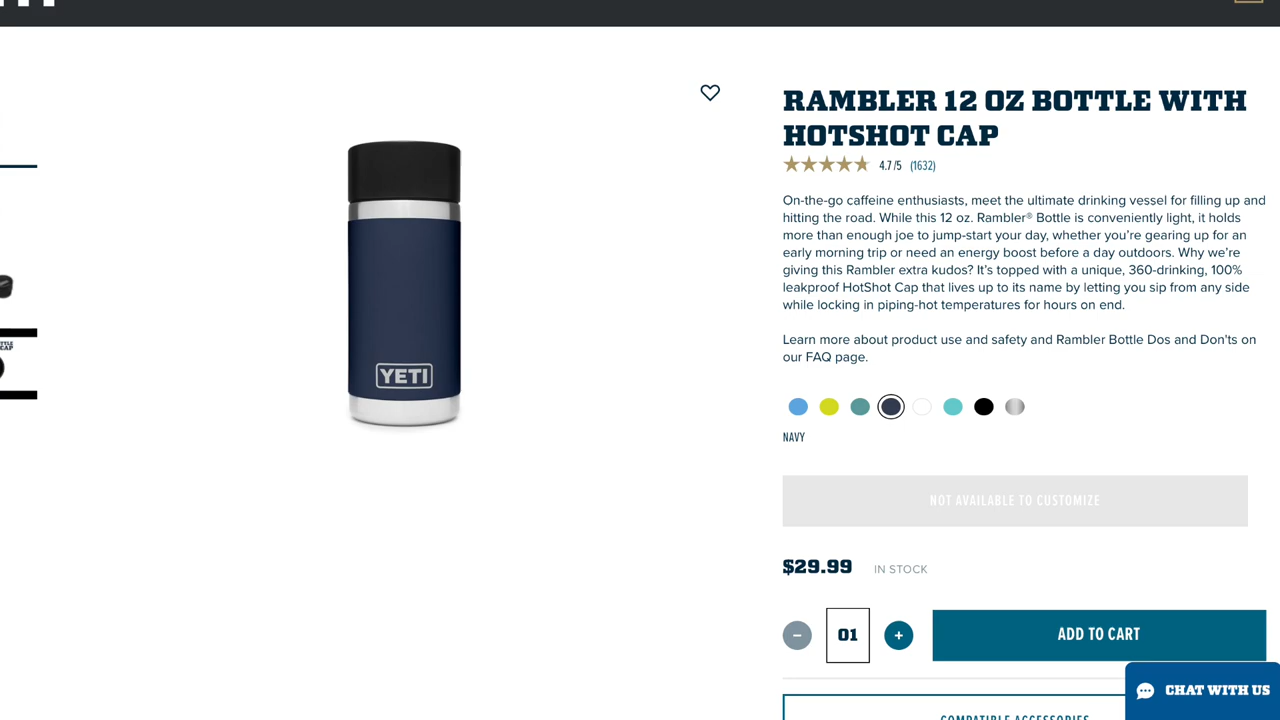 RAMBLER 12 OZ BOTTLE WITH
HOTSHOT CAP
4.7/5 (1632)
On-the-go caffeine enthusiasts, meet the ultimate drinking vessel for filling up and
hitting the road. While this 12 oz. Rambler® Bottle is conveniently light, it holds
more than enough joe to jump-start your day, whether you’re gearing up for an
early morning trip or need an energy boost before a day outdoors. Why we’re
giving this Rambler extra kudos? It’s topped with a unique, 360-drinking, 100%
leakproof HotShot Cap that lives up to its name by letting you sip from any side
while locking in piping-hot temperatures for hours on end.
Learn more about product use and safety and Rambler Bottle Dos and Don'ts on
our FAQ page.
YETI
NAVY
NOT AVAILABLE TO CUSTOMIZE
$29.99 IN STOCK
− 01 + ADD TO CART
CHAT WITH US
COMPATIBLE ACCESSORIES